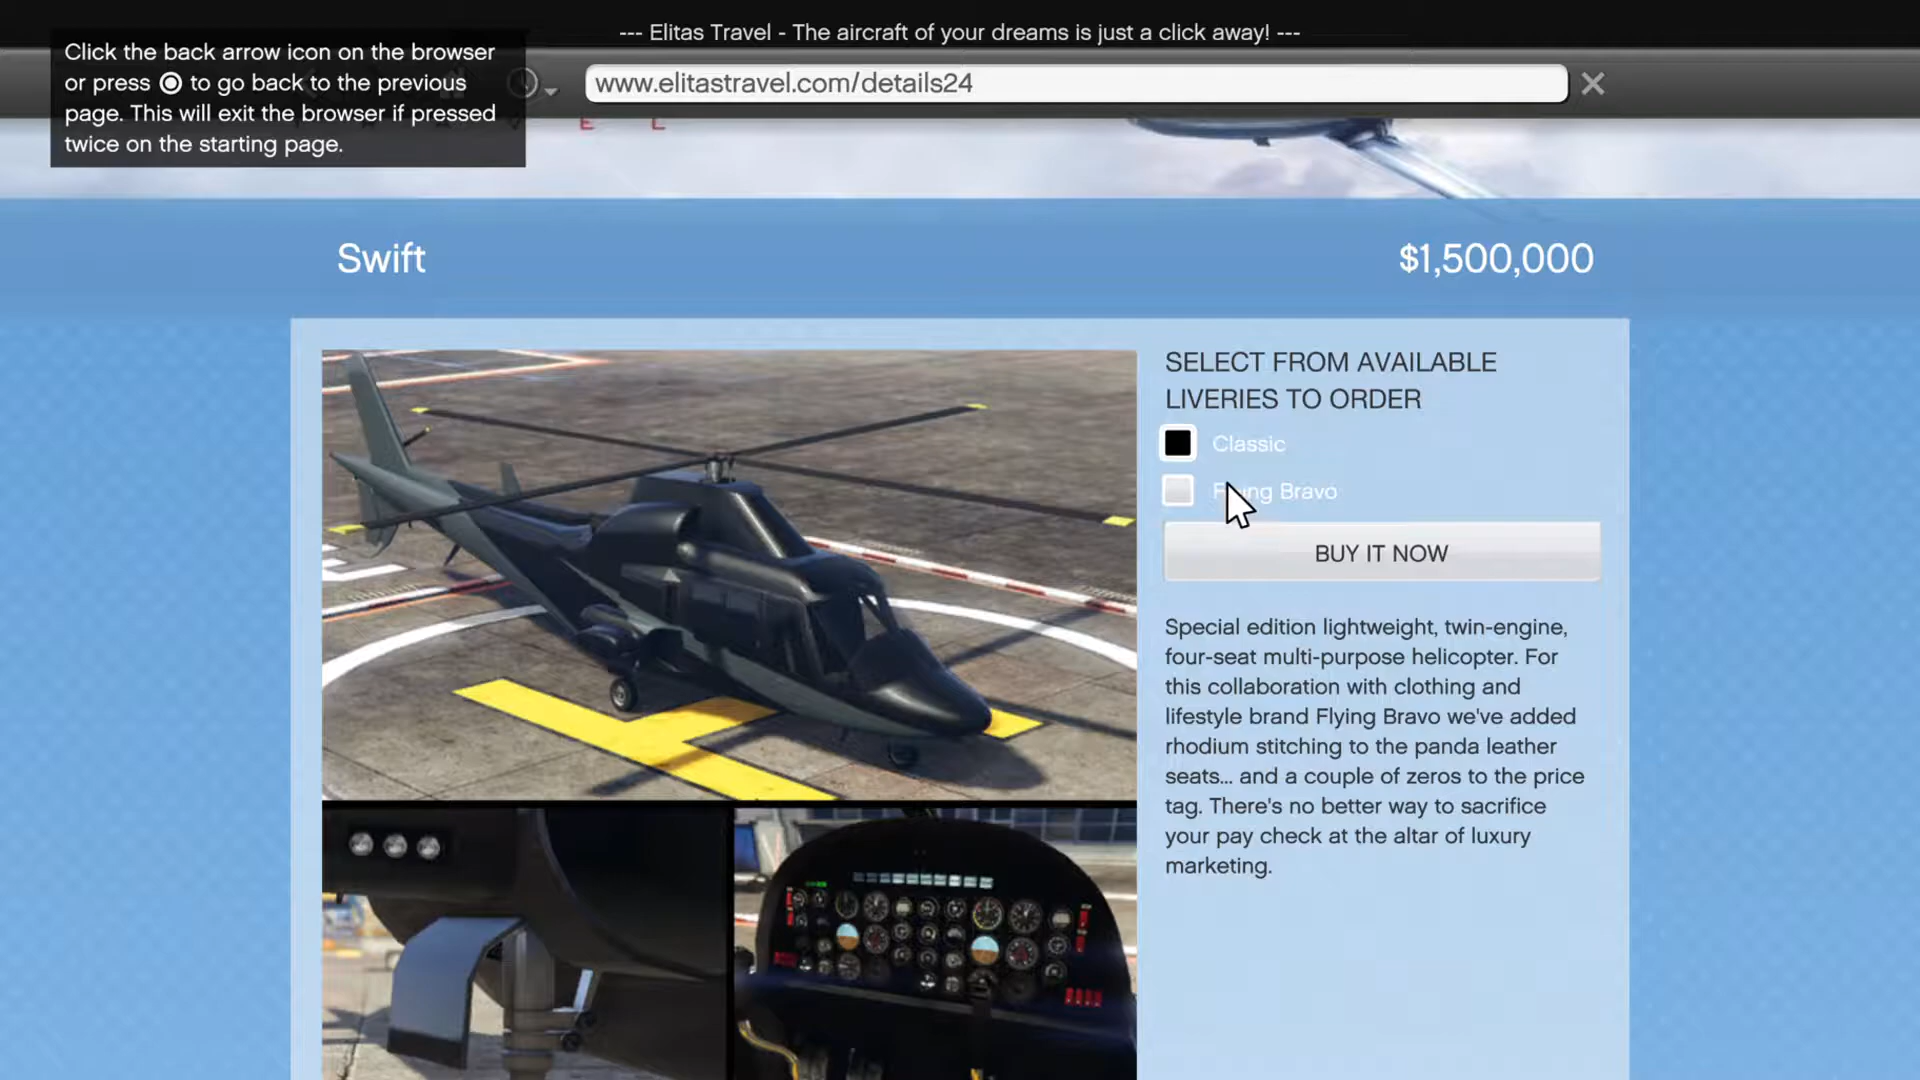 --- Elitas Travel - The aircraft of your dreams is just a click away! ---
Click the back arrow icon on the browser
or press to go back to the previous
page. This will exit the browser if pressed
twice on the starting page.
www.elitastravel.com/details24
E L
Swift
$1,500,000
SELECT FROM AVAILABLE
LIVERIES TO ORDER
Classic
Flying Bravo
BUY IT NOW
Special edition lightweight, twin-engine,
four-seat multi-purpose helicopter. For
this collaboration with clothing and
lifestyle brand Flying Bravo we've added
rhodium stitching to the panda leather
seats... and a couple of zeros to the price
tag. There's no better way to sacrifice
your pay check at the altar of luxury
marketing.